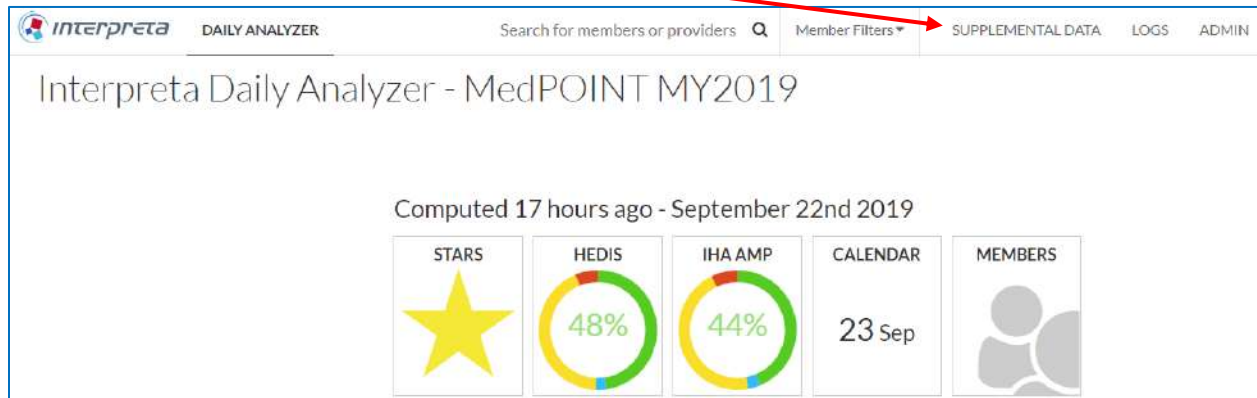 interpreta DAILY ANALYZER Search for members or providers Member Filters SUPPLEMENTAL DATA LOGS ADMIN
Interpreta Daily Analyzer - MedPOINT MY2019
Computed 17 hours ago - September 22nd 2019
STARS HEDIS IHA AMP CALENDAR MEMBERS
48% 44% 23 Sep